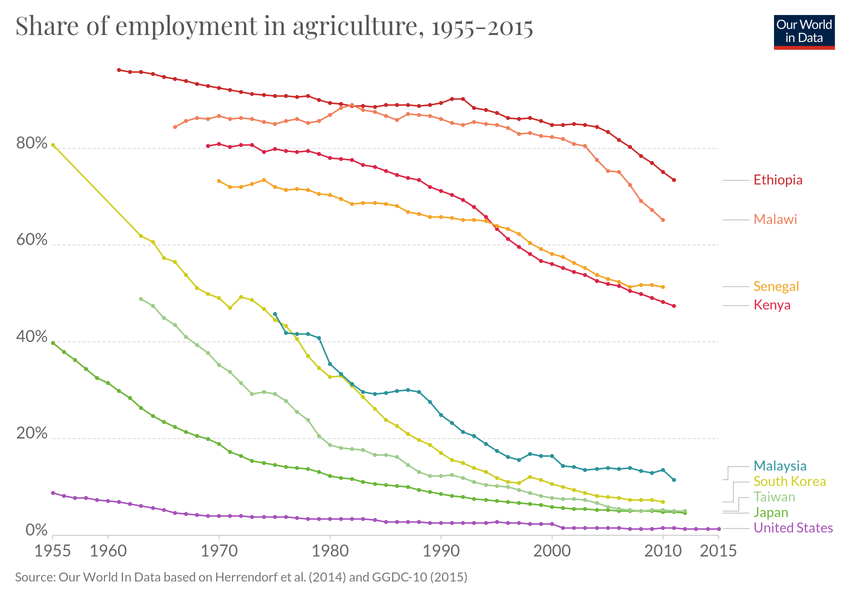 Share of employment in agriculture, 1955-2015
Our World
in Data
80%
60%
40%
20%
0%
1955
1960
1970
1980
1990
2000
2010
2015
Ethiopia
Malawi
Senegal
Kenya
Malaysia
South Korea
Taiwan
Japan
United States
Source: Our World In Data based on Herrendorf et al. (2014) and GGDC-10 (2015)